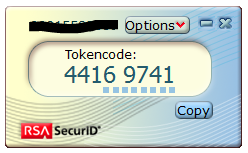 Options
Tokencode:
4416 9741
Copy
RSA SecurID®